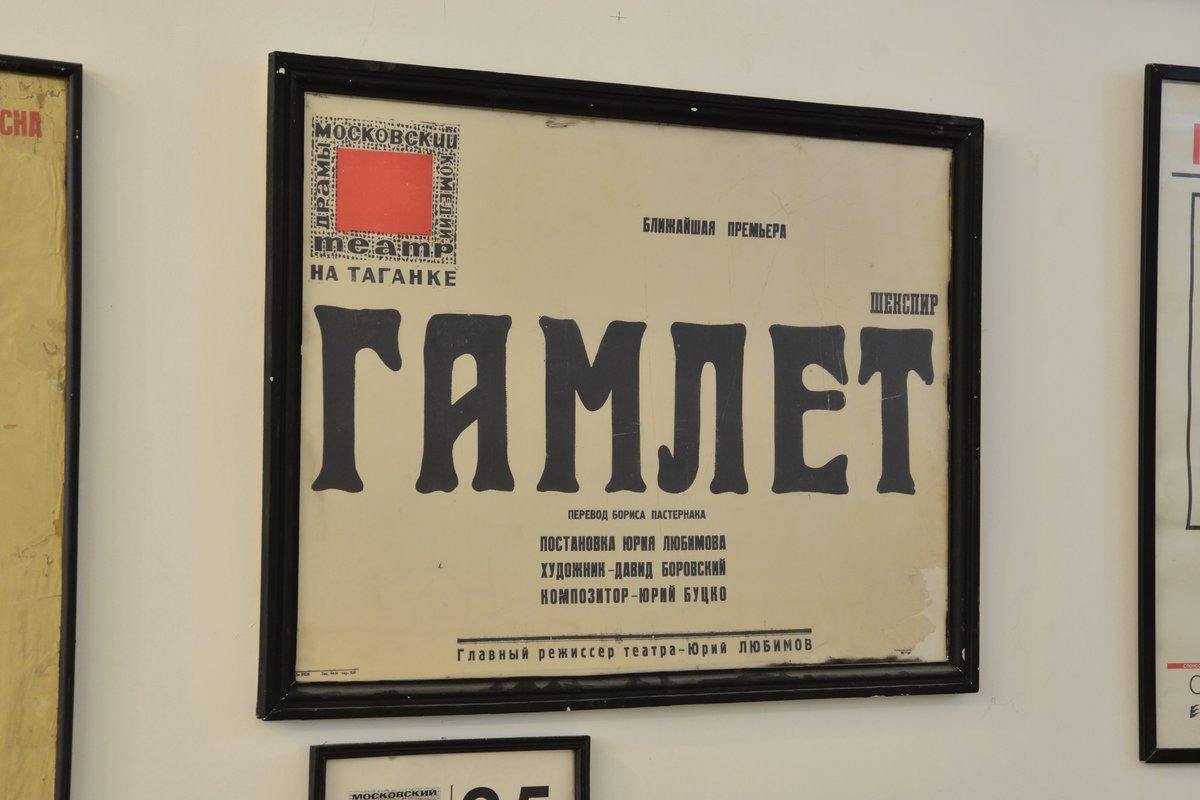 СНА
МОСКОВСКИЙ
ДРАМЫ
КОМЕДИИ
театр
НА ТАГАНКЕ
БЛИЖАЙШАЯ ПРЕМЬЕРА
ШЕКСПИР
ГАМЛЕТ
ПЕРЕВОД БОРИСА ПАСТЕРНАКА
ПОСТАНОВКА ЮРИЯ ЛЮБИМОВА
ХУДОЖНИК-ДАВИД БОРОВСКИЙ
КОМПОЗИТОР-ЮРИЙ БУЦКО
Главный режиссер театра-Юрий ЛЮБИМОВ
МОСКОВСКИЙ